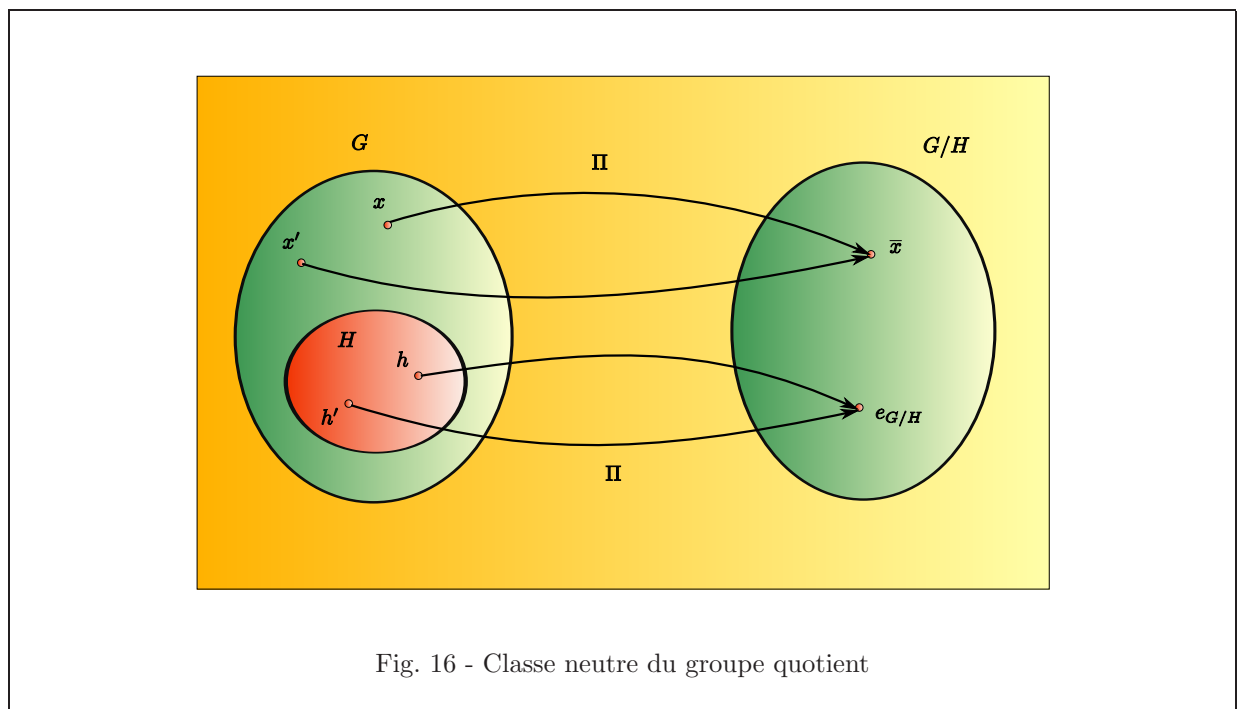 G
G/H
Π
x
x′
x̅
H
h
h′
e_{G/H}
Π
Fig. 16 - Classe neutre du groupe quotient